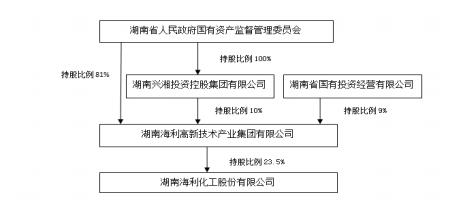 湖南省人民政府国有资产监督管理委员会
持股比例 100%
持股比例 81%
湖南兴湘投资控股集团有限公司
湖南省国有投资经营有限公司
持股比例 10%
持股比例 9%
湖南海利高新技术产业集团有限公司
持股比例 23.5%
湖南海利化工股份有限公司